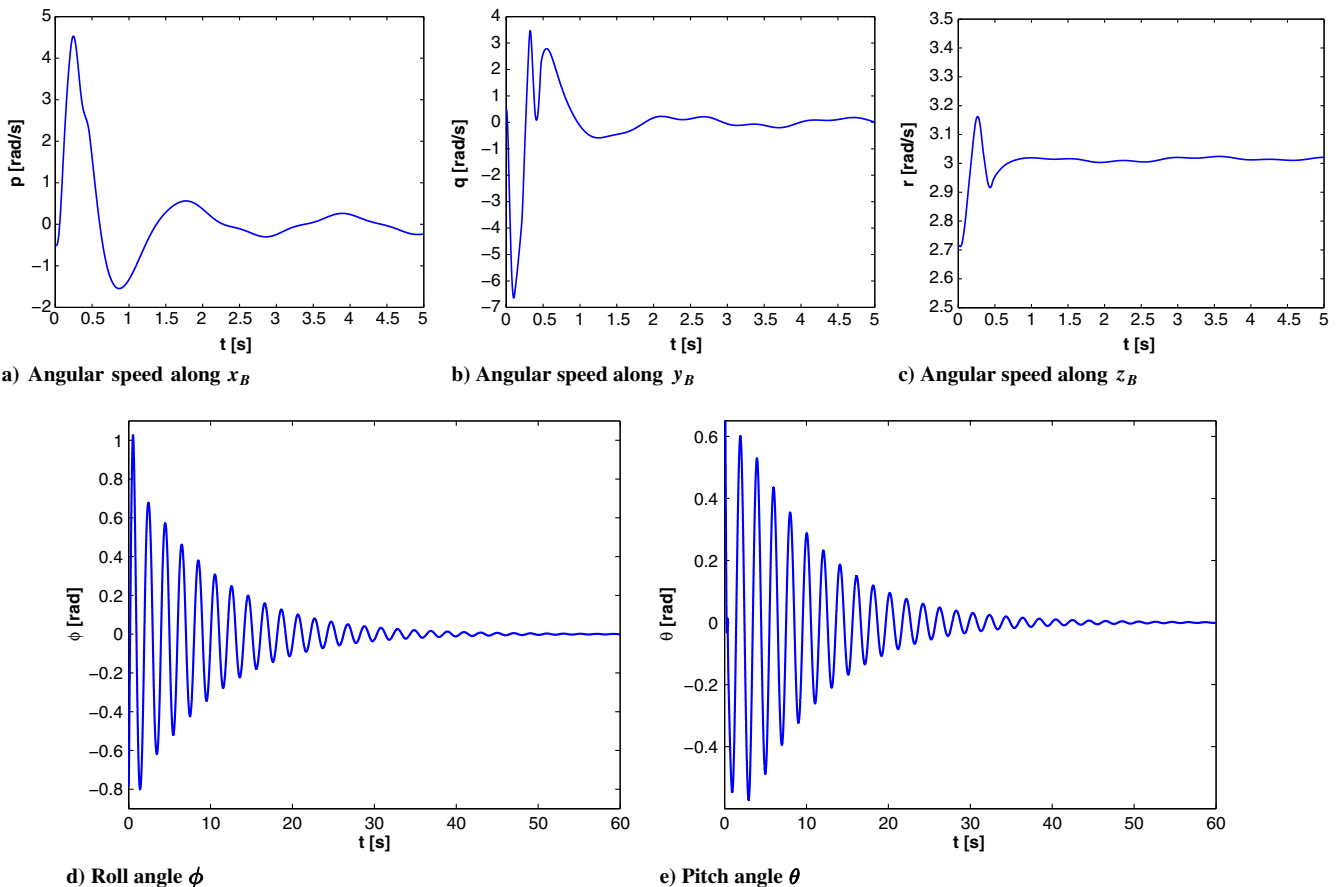 5
4
3
2
1
0
−1
−2
p [rad/s]
0 0.5 1 1.5 2 2.5 3 3.5 4 4.5 5
t [s]
a) Angular speed along x_B
4
3
2
1
0
−1
−2
−3
−4
−5
−6
−7
q [rad/s]
0 0.5 1 1.5 2 2.5 3 3.5 4 4.5 5
t [s]
b) Angular speed along y_B
3.5
3.4
3.3
3.2
3.1
3
2.9
2.8
2.7
2.6
2.5
r [rad/s]
0 0.5 1 1.5 2 2.5 3 3.5 4 4.5 5
t [s]
c) Angular speed along z_B
1
0.8
0.6
0.4
0.2
0
−0.2
−0.4
−0.6
−0.8
ϕ [rad]
0 10 20 30 40 50 60
t [s]
d) Roll angle ϕ
0.6
0.4
0.2
0
−0.2
−0.4
θ [rad]
0 10 20 30 40 50 60
t [s]
e) Pitch angle θ